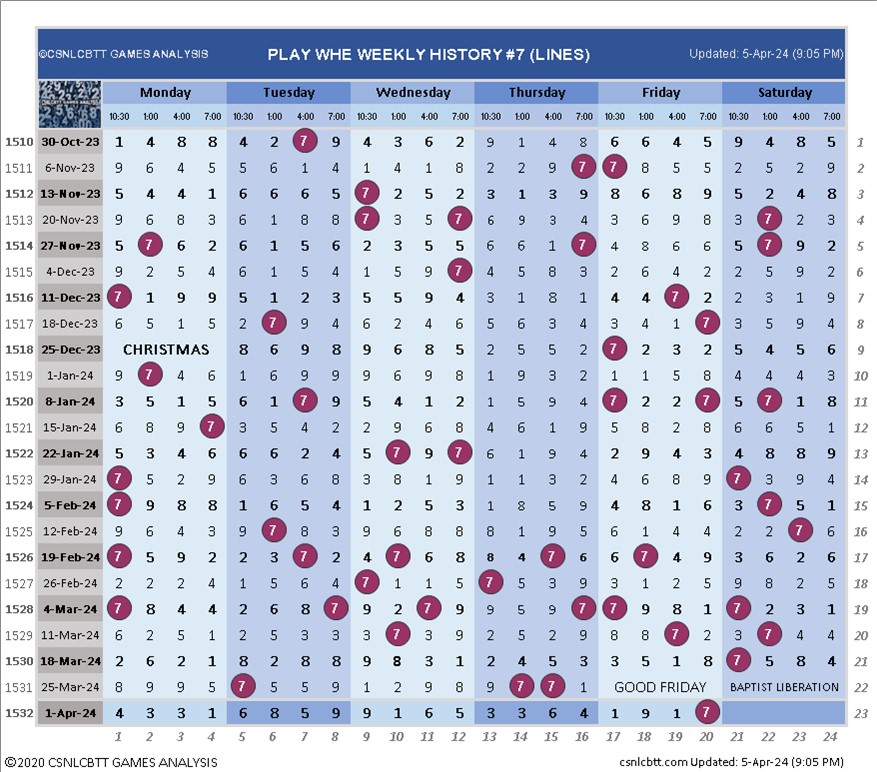 ©CSNLCBTT GAMES ANALYSIS PLAY WHE WEEKLY HISTORY #7 (LINES) Updated: 5-Apr-24 (9:05 PM)
Monday Tuesday Wednesday Thursday Friday Saturday
10:30 1:00 4:00 7:00 10:30 1:00 4:00 7:00 10:30 1:00 4:00 7:00 10:30 1:00 4:00 7:00 10:30 1:00 4:00 7:00 10:30 1:00 4:00 7:00
1510 30-Oct-23 1 4 8 8 4 2 7 9 4 3 6 2 9 1 4 8 6 6 4 5 9 4 8 5 1
1511 6-Nov-23 9 6 4 5 5 6 1 4 1 4 1 8 2 2 9 7 7 8 5 5 2 5 2 9 2
1512 13-Nov-23 5 4 4 1 6 6 6 5 7 2 5 2 3 1 3 9 8 6 8 9 5 2 4 8 3
1513 20-Nov-23 9 6 8 3 6 1 8 8 7 3 5 7 6 9 3 4 3 6 9 8 3 7 2 3 4
1514 27-Nov-23 5 7 6 2 6 1 5 6 2 3 5 5 6 6 1 7 4 8 6 6 5 7 9 2 5
1515 4-Dec-23 9 2 5 4 6 1 5 4 1 5 9 7 4 5 8 3 2 6 4 2 2 5 9 2 6
1516 11-Dec-23 7 1 9 9 5 1 2 3 5 5 9 4 3 1 8 1 4 4 7 2 2 3 1 9 7
1517 18-Dec-23 6 5 1 5 2 7 9 4 6 2 4 6 5 6 3 4 3 4 1 7 3 5 9 4 8
1518 25-Dec-23 CHRISTMAS 8 6 9 8 9 6 8 5 2 5 5 2 7 2 3 2 5 4 5 6 9
1519 1-Jan-24 9 7 4 6 1 6 9 9 9 6 9 8 1 9 3 2 1 1 5 8 4 4 4 3 10
1520 8-Jan-24 3 5 1 5 6 1 7 9 5 4 1 2 1 5 9 4 7 2 2 7 5 7 1 8 11
1521 15-Jan-24 6 8 9 7 3 5 4 2 2 9 6 8 4 6 1 9 5 8 2 8 6 6 5 1 12
1522 22-Jan-24 5 3 4 6 6 6 2 4 5 7 9 7 1 4 3 4 2 9 4 3 4 8 8 9 13
1523 29-Jan-24 7 5 2 9 6 3 6 8 3 8 1 9 1 1 3 2 4 6 8 9 7 3 9 4 14
1524 5-Feb-24 7 9 8 8 1 6 5 4 1 2 5 3 1 8 5 9 4 8 1 6 3 7 5 1 15
1525 12-Feb-24 9 6 4 3 9 7 8 5 9 6 8 8 8 1 9 5 6 1 4 4 2 2 7 6 16
1526 19-Feb-24 7 5 9 2 2 3 7 2 4 7 6 8 8 4 7 6 6 7 4 9 3 6 2 6 17
1527 26-Feb-24 2 2 2 4 1 5 6 4 7 1 1 5 7 5 3 9 3 1 2 5 9 8 2 5 18
1528 4-Mar-24 7 8 4 4 2 6 8 7 9 2 7 9 9 5 9 7 7 9 8 1 7 2 3 1 19
1529 11-Mar-24 6 2 5 1 2 5 3 3 9 7 3 9 2 5 2 9 8 8 7 2 3 7 4 4 20
1530 18-Mar-24 2 6 2 1 8 2 8 8 9 8 3 1 2 4 5 3 3 5 1 8 7 5 8 4 21
1531 25-Mar-24 8 9 9 5 7 5 5 9 1 2 9 8 9 7 7 1 GOOD FRIDAY BAPTIST LIBERATION 22
1532 1-Apr-24 4 3 3 1 6 8 5 9 9 1 6 5 3 3 6 4 1 9 1 7 23
1 2 3 4 5 6 7 8 9 10 11 12 13 14 15 16 17 18 19 20 21 22 23 24
©2020 CSNLCBTT GAMES ANALYSIS csnlcbtt.com Updated: 5-Apr-24 (9:05 PM)